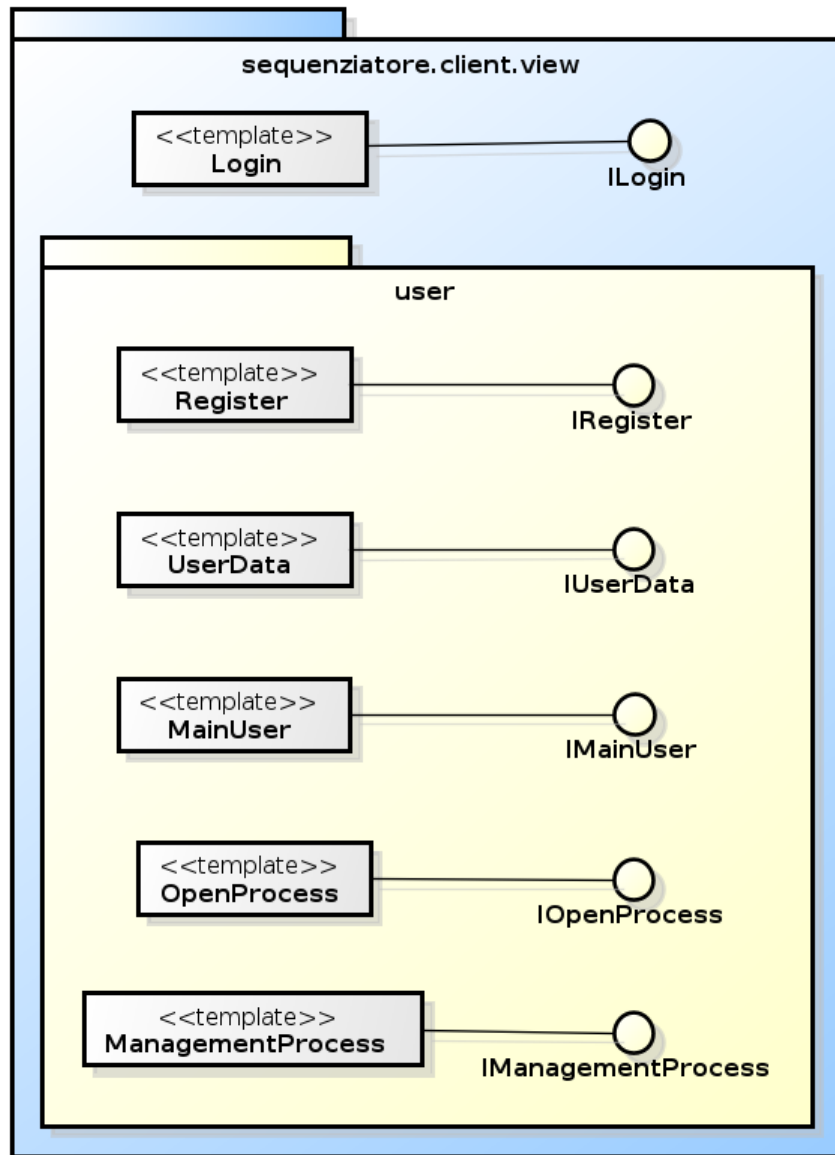 sequenziatore.client.view
<<template>>
Login
ILogin
user
<<template>>
Register
IRegister
<<template>>
UserData
IUserData
<<template>>
MainUser
IMainUser
<<template>>
OpenProcess
IOpenProcess
<<template>>
ManagementProcess
IManagementProcess